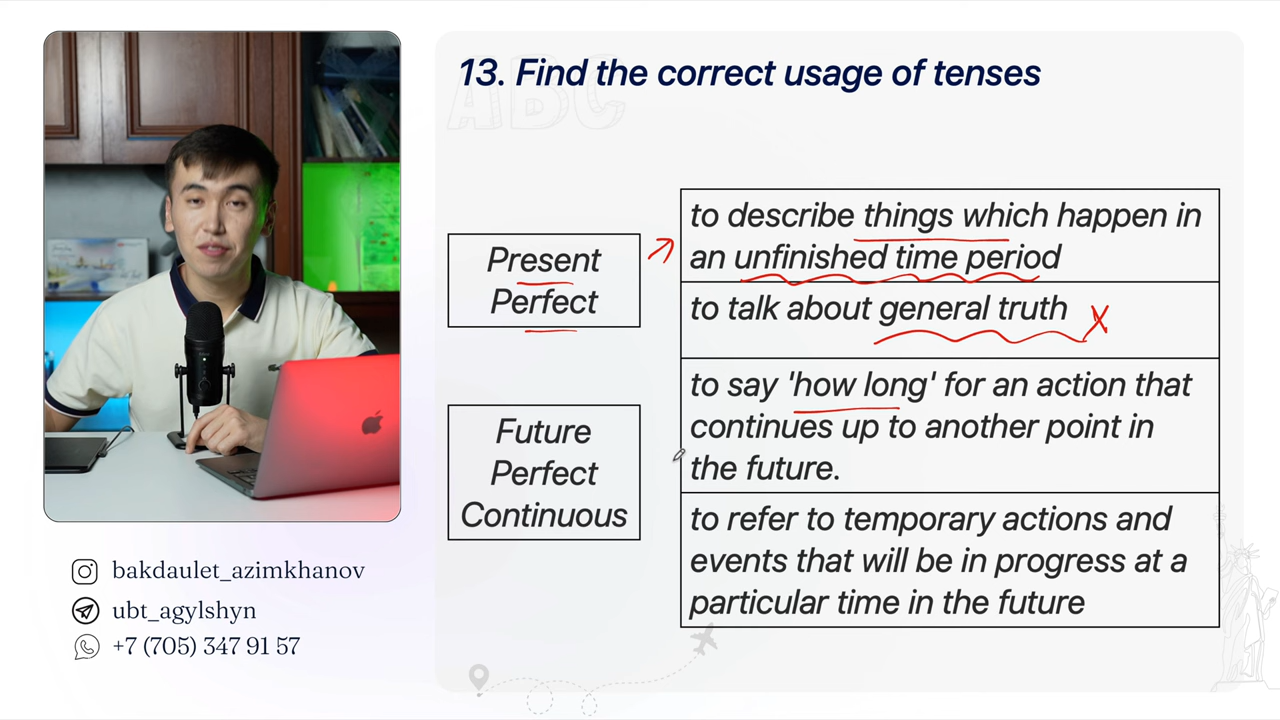 13. Find the correct usage of tenses
ABC
Present
Perfect
Future
Perfect
Continuous
to describe things which happen in
an unfinished time period
to talk about general truth X
to say 'how long' for an action that
continues up to another point in
the future.
to refer to temporary actions and
events that will be in progress at a
particular time in the future
bakdaulet_azimkhanov
ubt_agylshyn
+7 (705) 347 91 57